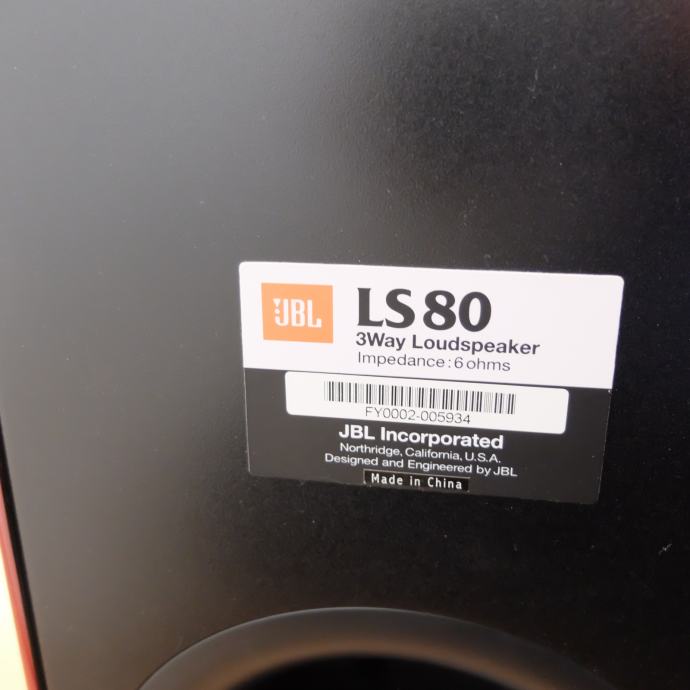 JBL
LS80
3Way Loudspeaker
Impedance:6ohms
FY0002-005934
JBL Incorporated
Northridge, California, U.S.A.
Designed and Engineered by JBL
Made in China